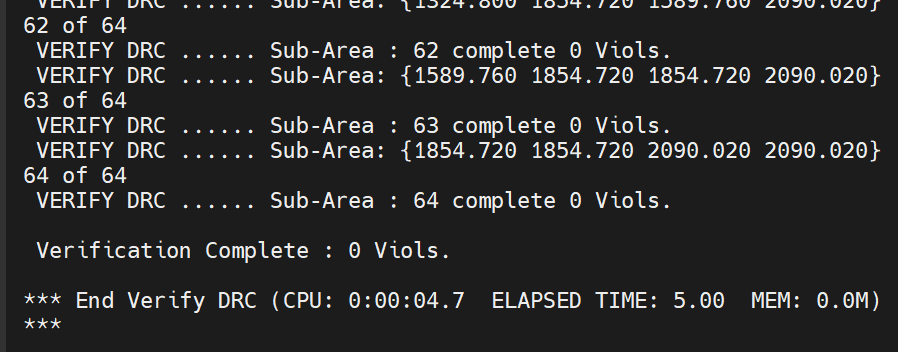 VERIFY DRC ...... Sub-Area: {1324.800 1854.720 1589.760 2090.020}
62 of 64
VERIFY DRC ...... Sub-Area : 62 complete 0 Viols.
VERIFY DRC ...... Sub-Area: {1589.760 1854.720 1854.720 2090.020}
63 of 64
VERIFY DRC ...... Sub-Area : 63 complete 0 Viols.
VERIFY DRC ...... Sub-Area: {1854.720 1854.720 2090.020 2090.020}
64 of 64
VERIFY DRC ...... Sub-Area : 64 complete 0 Viols.
Verification Complete : 0 Viols.
*** End Verify DRC (CPU: 0:00:04.7  ELAPSED TIME: 5.00  MEM: 0.0M)
***